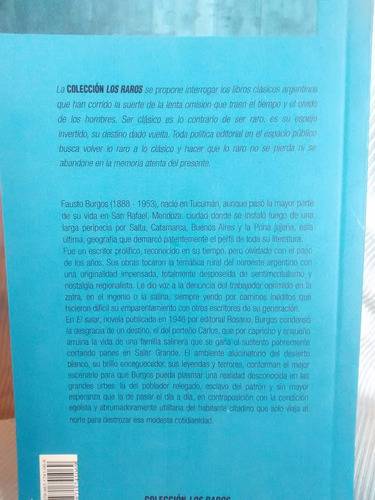 La COLECCIÓN LOS RAROS se propone interrogar los libros clásicos argentinos
que han corrido la suerte de la lenta omisión que traen el tiempo y el olvido
de los hombres. Ser clásico es lo contrario de ser raro, es su espejo
invertido, su destino dado vuelta. Toda política editorial en el espacio público
busca volver lo raro a lo clásico y hacer que lo raro no se pierda ni se
abandone en la memoria atenta del presente.
Fausto Burgos (1888 - 1953), nació en Tucumán, aunque pasó la mayor parte
de su vida en San Rafael, Mendoza, ciudad donde se instaló luego de una
larga peripecia por Salta, Catamarca, Buenos Aires y la Puna jujeña, ésta
última, geografía que demarcó patentemente el perfil de toda su literatura.
Fue un escritor prolífico, reconocido en su tiempo, pero olvidado con el paso
de los años. Sus obras tocaron la temática rural del noroeste argentino con
una originalidad impensada, totalmente desposeída de sentimentalismo y
nostalgia regionalista. Le dio voz a la denuncia del trabajador oprimido en la
zafra, en el ingenio o la salina, siempre yendo por caminos inéditos que
hicieron difícil su emparentamiento con otros escritores de su generación.
En El salar, novela publicada en 1946 por editorial Rosario, Burgos condensó
la desgracia de un destino, el del porteño Carlos, que por capricho y ensueño
arruina la vida de una familia salinera que se gana el sustento pobremente
cortando panes en Salar Grande. El ambiente alucinatorio del desierto
blanco, su brillo enceguecedor, sus leyendas y terrores, conforman el mejor
escenario para que Burgos pueda plasmar una realidad desconocida en las
grandes urbes: la del poblador relegado, esclavo del patrón y sin mayor
esperanza que la de pasar el día a día, en contraposición con la condición
egoísta y abrumadoramente utilitaria del habitante citadino que sólo viaja al
norte para destrozar esa modesta cotidianidad.
COLECCIÓN LOS RAROS